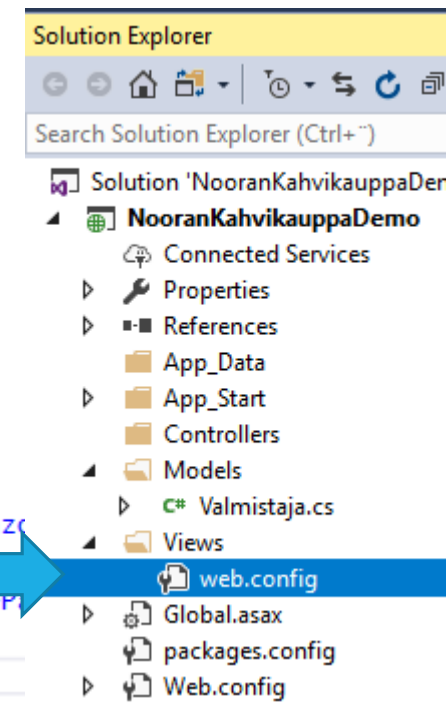 Solution Explorer
Search Solution Explorer (Ctrl+¨)
Solution 'NooranKahvikauppaDem
NooranKahvikauppaDemo
Connected Services
Properties
References
App_Data
App_Start
Controllers
Models
C# Valmistaja.cs
Views
web.config
Global.asax
packages.config
Web.config